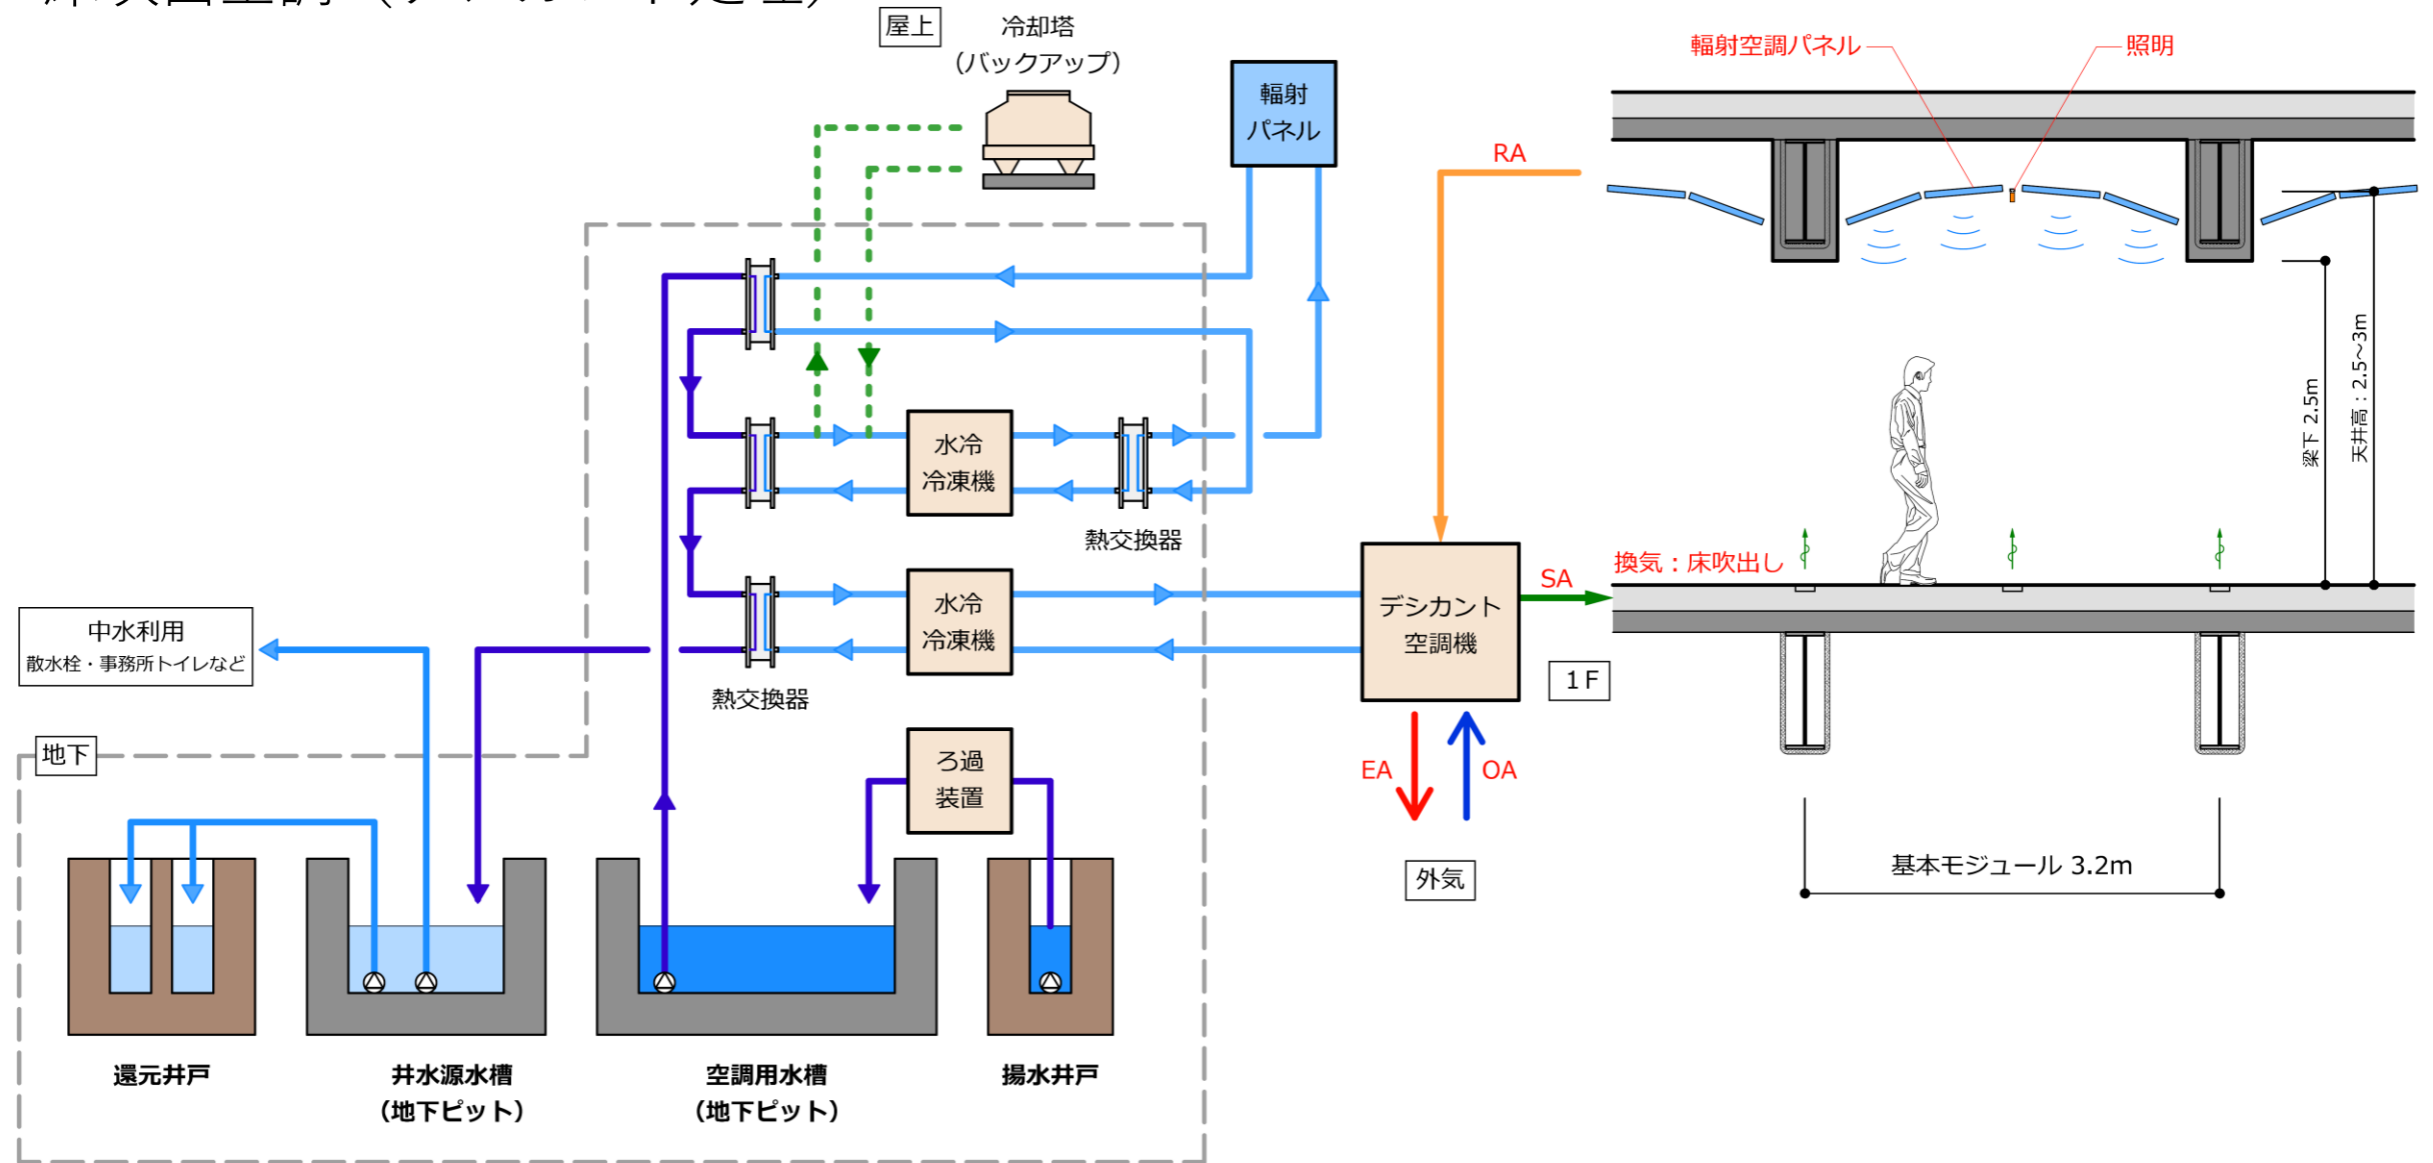 屋上
冷却塔
（バックアップ）
輻射
パネル
輻射空調パネル
照明
RA
水冷
冷凍機
熱交換器
梁下 2.5m
天井高：2.5～3m
換気：床吹出し
SA
デシカント
空調機
1F
水冷
冷凍機
熱交換器
中水利用
散水栓・事務所トイレなど
地下
ろ過
装置
EA
OA
外気
基本モジュール 3.2m
還元井戸
井水源水槽
（地下ピット）
空調用水槽
（地下ピット）
揚水井戸